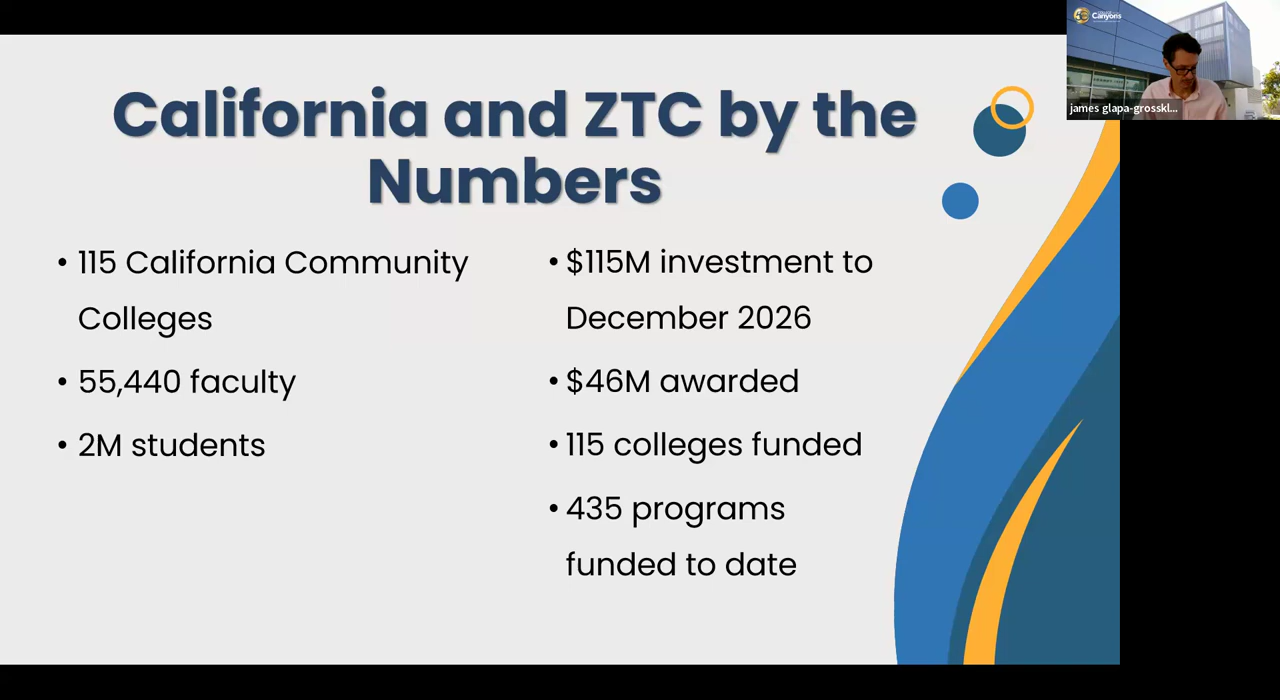 California and ZTC by the
Numbers
• 115 California Community
Colleges
• 55,440 faculty
• 2M students
• $115M investment to
December 2026
• $46M awarded
• 115 colleges funded
• 435 programs
funded to date
Canyons
james glapa-grosskl...